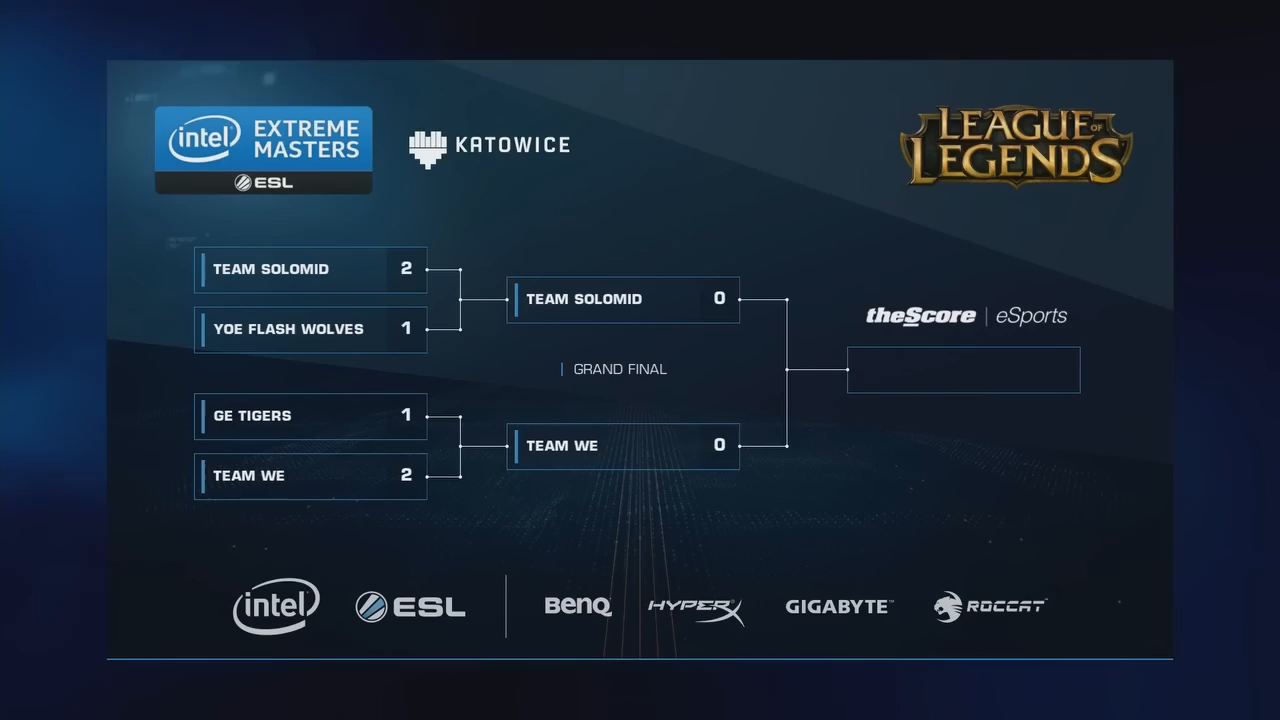 intel EXTREME
MASTERS
ESL
KATOWICE
LEAGUE OF
LEGENDS
TEAM SOLOMID 2
YOE FLASH WOLVES 1
TEAM SOLOMID 0
theScore | eSports
GRAND FINAL
GE TIGERS 1
TEAM WE 2
TEAM WE 0
intel ESL BenQ HYPERX GIGABYTE™ ROCCAT